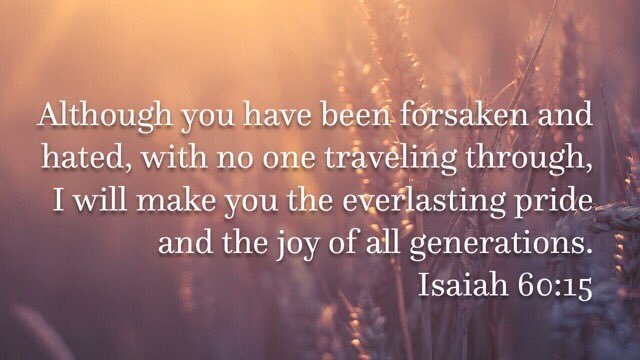 Although you have been forsaken and
hated, with no one traveling through,
I will make you the everlasting pride
and the joy of all generations.
Isaiah 60:15